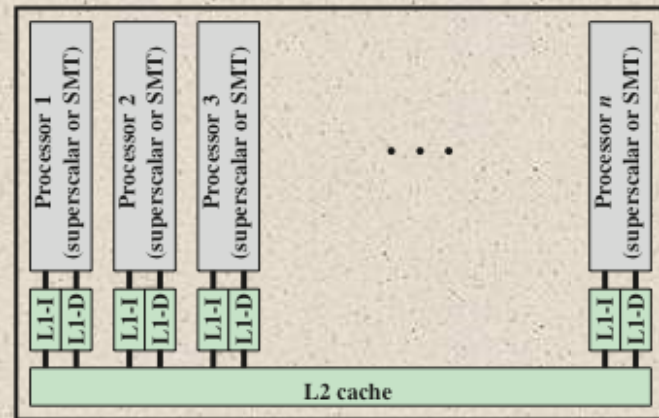 Processor 1
(superscalar or SMT)
Processor 2
(superscalar or SMT)
Processor 3
(superscalar or SMT)
• • •
Processor n
(superscalar or SMT)
L1-I
L1-D
L1-I
L1-D
L1-I
L1-D
L1-I
L1-D
L2 cache